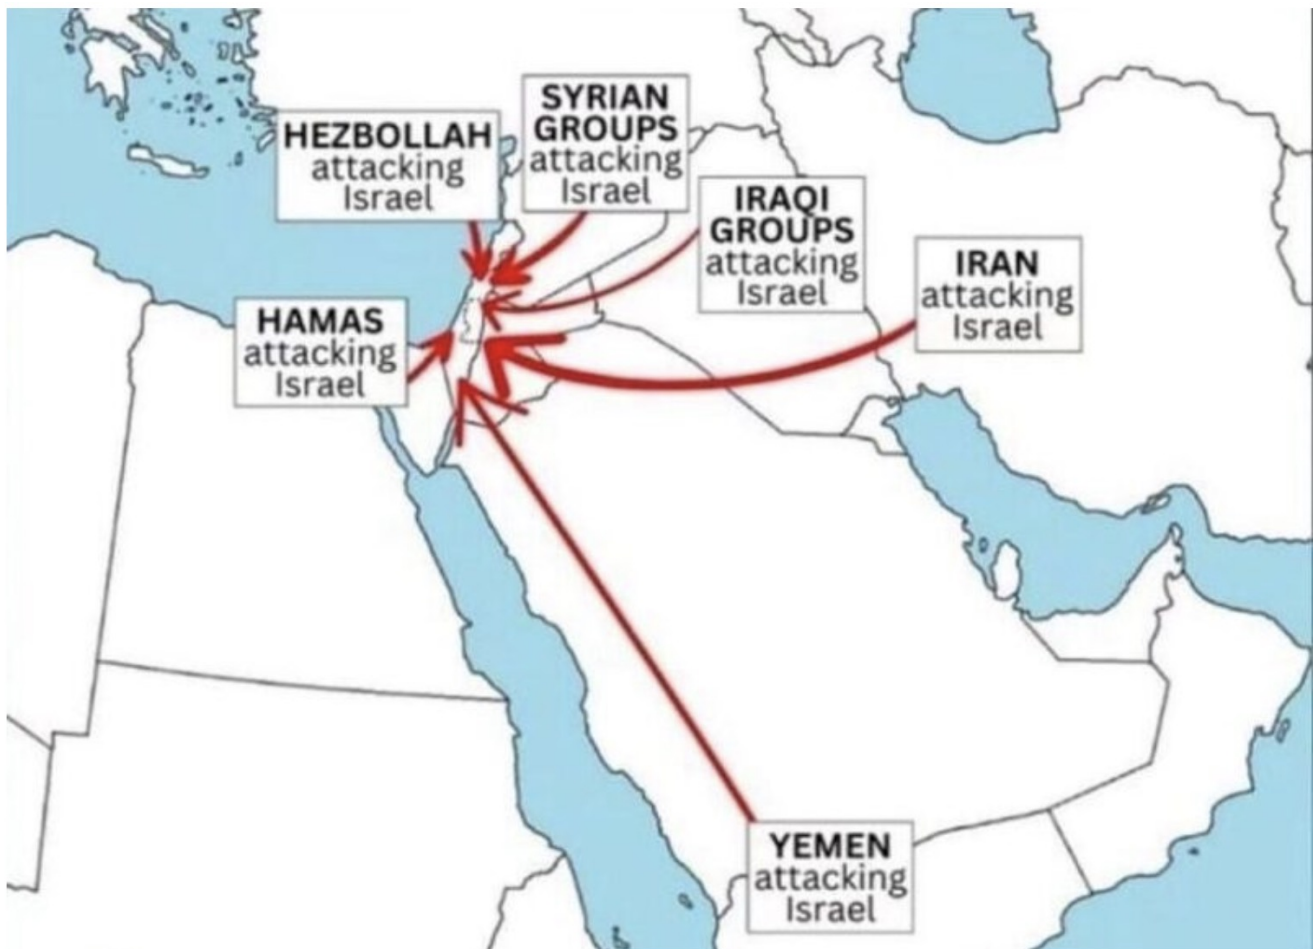 HEZBOLLAH
attacking
Israel
SYRIAN
GROUPS
attacking
Israel
IRAQI
GROUPS
attacking
Israel
IRAN
attacking
Israel
HAMAS
attacking
Israel
YEMEN
attacking
Israel